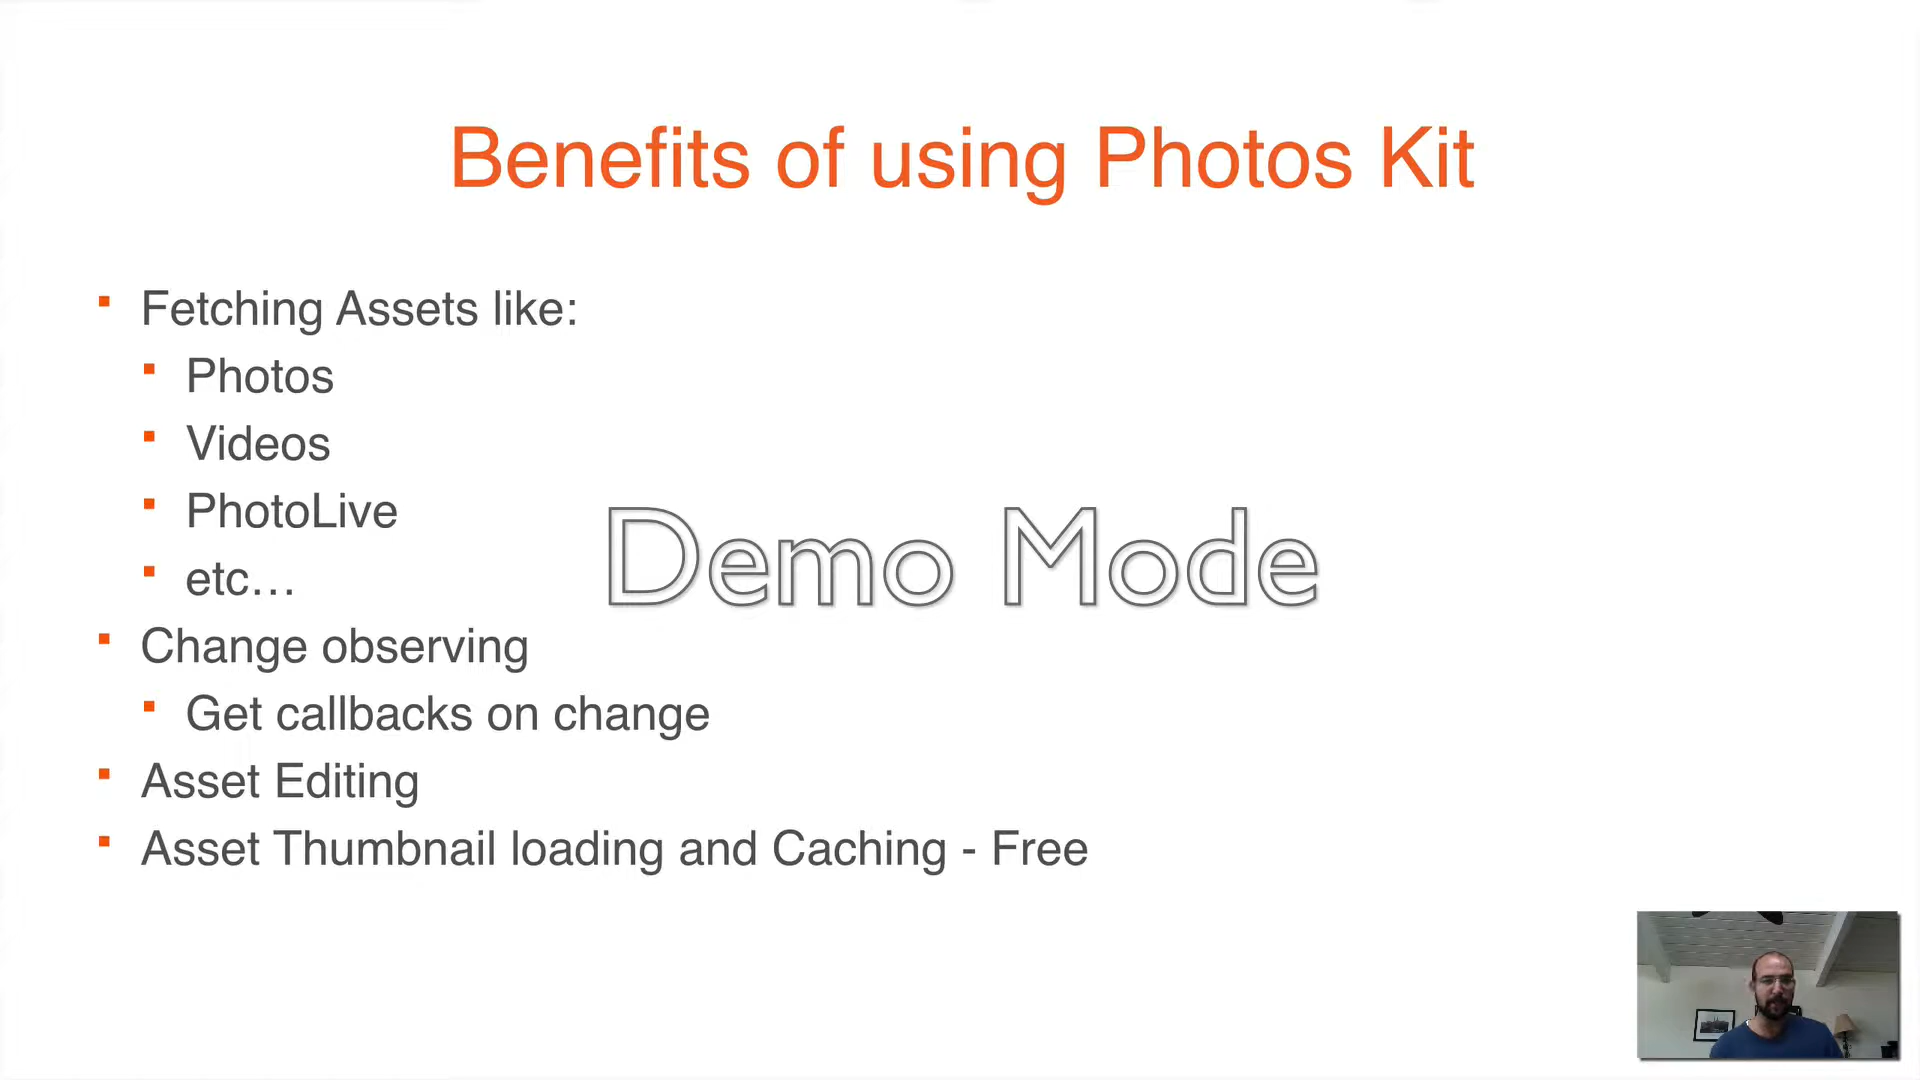 Benefits of using Photos Kit
Fetching Assets like:
Photos
Videos
PhotoLive
etc…
Demo Mode
Change observing
Get callbacks on change
Asset Editing
Asset Thumbnail loading and Caching - Free